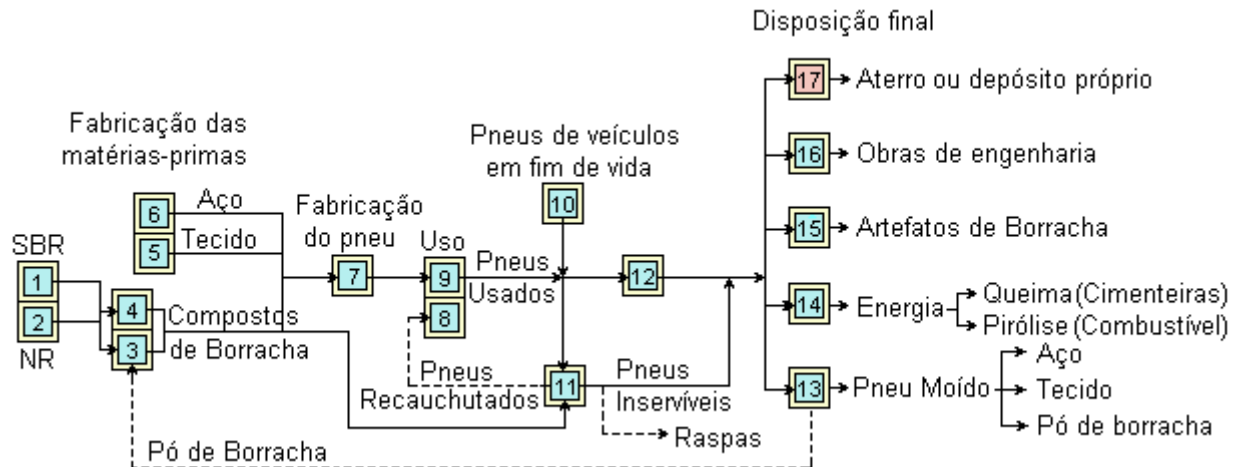 Disposição final
17
Aterro ou depósito próprio
Fabricação das
matérias-primas
Pneus de veículos
em fim de vida
16
Obras de engenharia
6
Aço
10
5
Tecido
Fabricação
do pneu
15
Artefatos de Borracha
SBR
Uso
1
7
9
Pneus
Usados
12
2
4
Compostos
8
14
Energia
Queima (Cimenteiras)
Pirólise (Combustível)
NR
3
de Borracha
Aço
Pneus
Recauchutados
11
Pneus
Inservíveis
13
Pneu Moído
Tecido
Raspas
Pó de borracha
Pó de Borracha